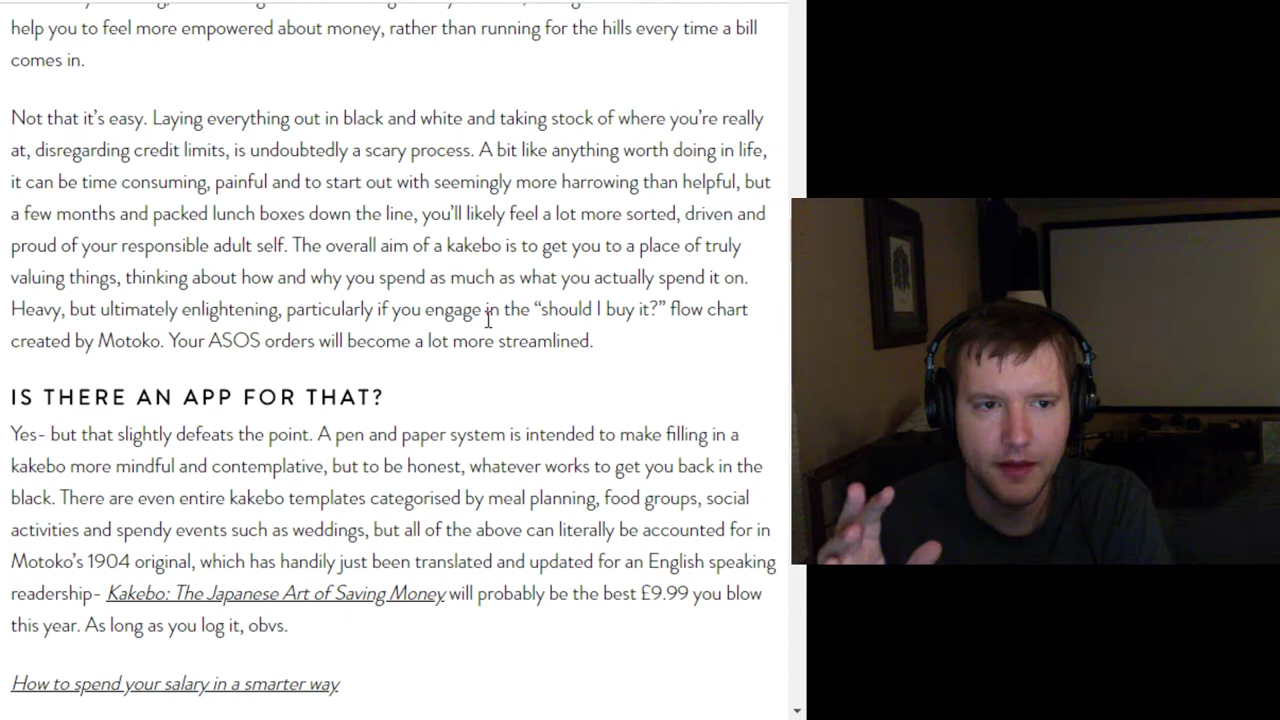 help you to feel more empowered about money, rather than running for the hills every time a bill
comes in.
Not that it's easy. Laying everything out in black and white and taking stock of where you're really
at, disregarding credit limits, is undoubtedly a scary process. A bit like anything worth doing in life,
it can be time consuming, painful and to start out with seemingly more harrowing than helpful, but
a few months and packed lunch boxes down the line, you'll likely feel a lot more sorted, driven and
proud of your responsible adult self. The overall aim of a kakebo is to get you to a place of truly
valuing things, thinking about how and why you spend as much as what you actually spend it on.
Heavy, but ultimately enlightening, particularly if you engage in the “should I buy it?” flow chart
created by Motoko. Your ASOS orders will become a lot more streamlined.
IS THERE AN APP FOR THAT?
Yes- but that slightly defeats the point. A pen and paper system is intended to make filling in a
kakebo more mindful and contemplative, but to be honest, whatever works to get you back in the
black. There are even entire kakebo templates categorised by meal planning, food groups, social
activities and spendy events such as weddings, but all of the above can literally be accounted for in
Motoko's 1904 original, which has handily just been translated and updated for an English speaking
readership- Kakebo: The Japanese Art of Saving Money will probably be the best £9.99 you blow
this year. As long as you log it, obvs.
How to spend your salary in a smarter way